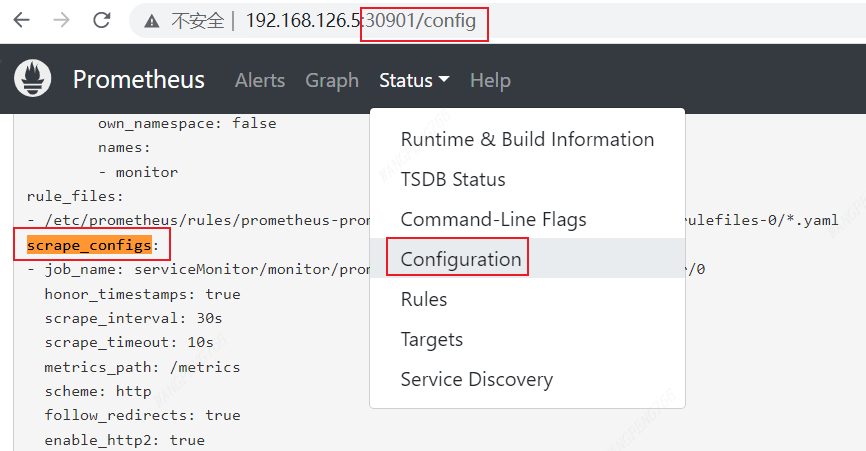 不安全 | 192.168.126.5:30901/config
Prometheus Alerts Graph Status Help
own_namespace: false
names:
- monitor
rule_files:
- /etc/prometheus/rules/prometheus-pro rulefiles-0/*.yaml
scrape_configs:
- job_name: serviceMonitor/monitor/pro /0
honor_timestamps: true
scrape_interval: 30s
scrape_timeout: 10s
metrics_path: /metrics
scheme: http
follow_redirects: true
enable_http2: true
Runtime & Build Information
TSDB Status
Command-Line Flags
Configuration
Rules
Targets
Service Discovery